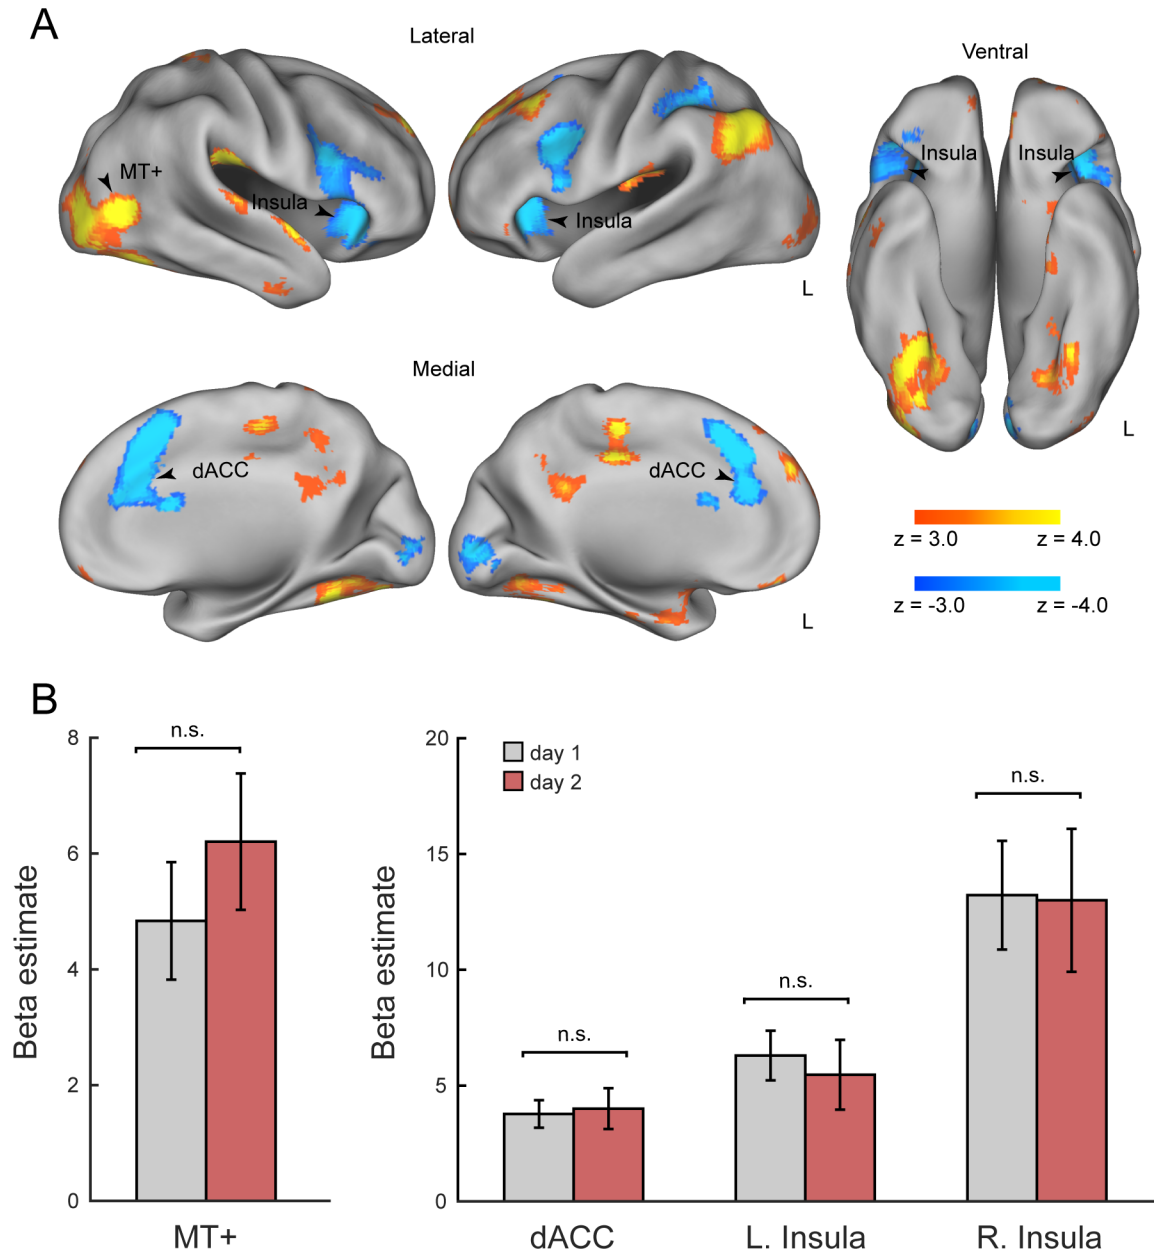 A
Lateral
Ventral
MT+
Insula
Insula
Insula
Insula
L
Medial
L
dACC
dACC
z = 3.0
z = 4.0
z = -3.0
z = -4.0
L
B
Beta estimate
8
6
4
2
0
n.s.
MT+
Beta estimate
20
15
10
5
0
day 1
day 2
n.s.
n.s.
n.s.
dACC
L. Insula
R. Insula